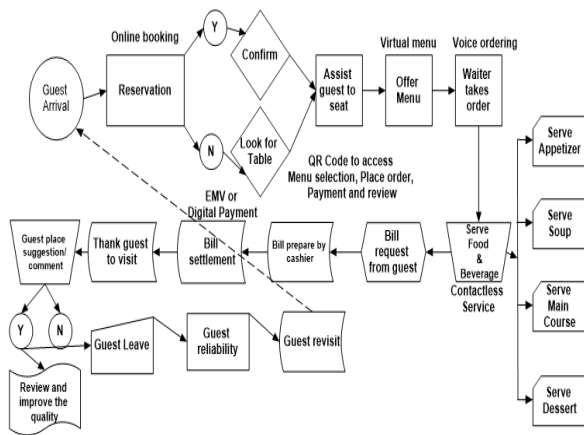 Online booking
Y
Virtual menu
Voice ordering
Guest
Arrival
Reservation
Confirm
Assist
guest to
seat
Offer
Menu
Waiter
takes
order
N
Look for
Table
QR Code to access
Menu selection, Place order,
Payment and review
Serve
Appetizer
Serve
Soup
Serve
Main
Course
Serve
Dessert
EMV or
Digital Payment
Guest place
suggestion/
comment
Thank guest
to visit
Bill
settlement
Bill prepare by
cashier
Bill
request
from guest
Serve
Food
&
Beverage
Contactless
Service
Y
N
Guest Leave
Guest
reliability
Guest revisit
Review and
improve the
quality